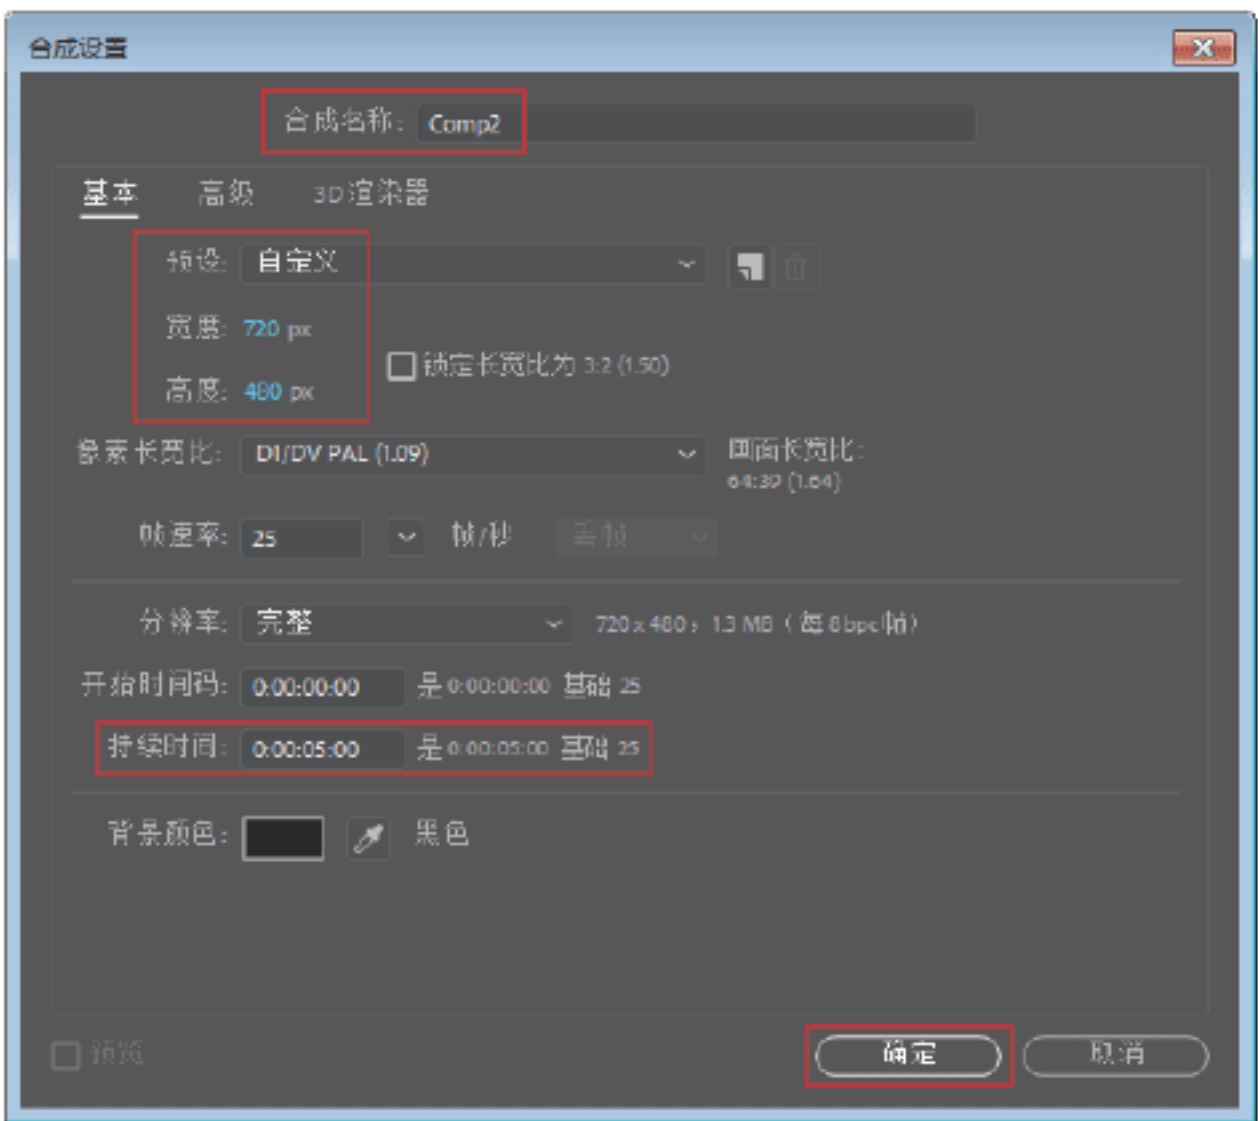 合成设置
合成名称: Comp2
基本 高级 3D渲染器
预设: 自定义
宽度: 720 px
锁定长宽比为 3:2 (1.50)
高度: 480 px
像素长宽比: D1/DV PAL (1.09) 画面长宽比:
64:39 (1.64)
帧速率: 25 帧/秒 丢帧
分辨率: 完整 720 x 480，1.3 MB（每 8bpc 帧）
开始时间码: 0:00:00:00 是 0:00:00:00 基础 25
持续时间: 0:00:05:00 是 0:00:05:00 基础 25
背景颜色: 黑色
预览 确定 取消